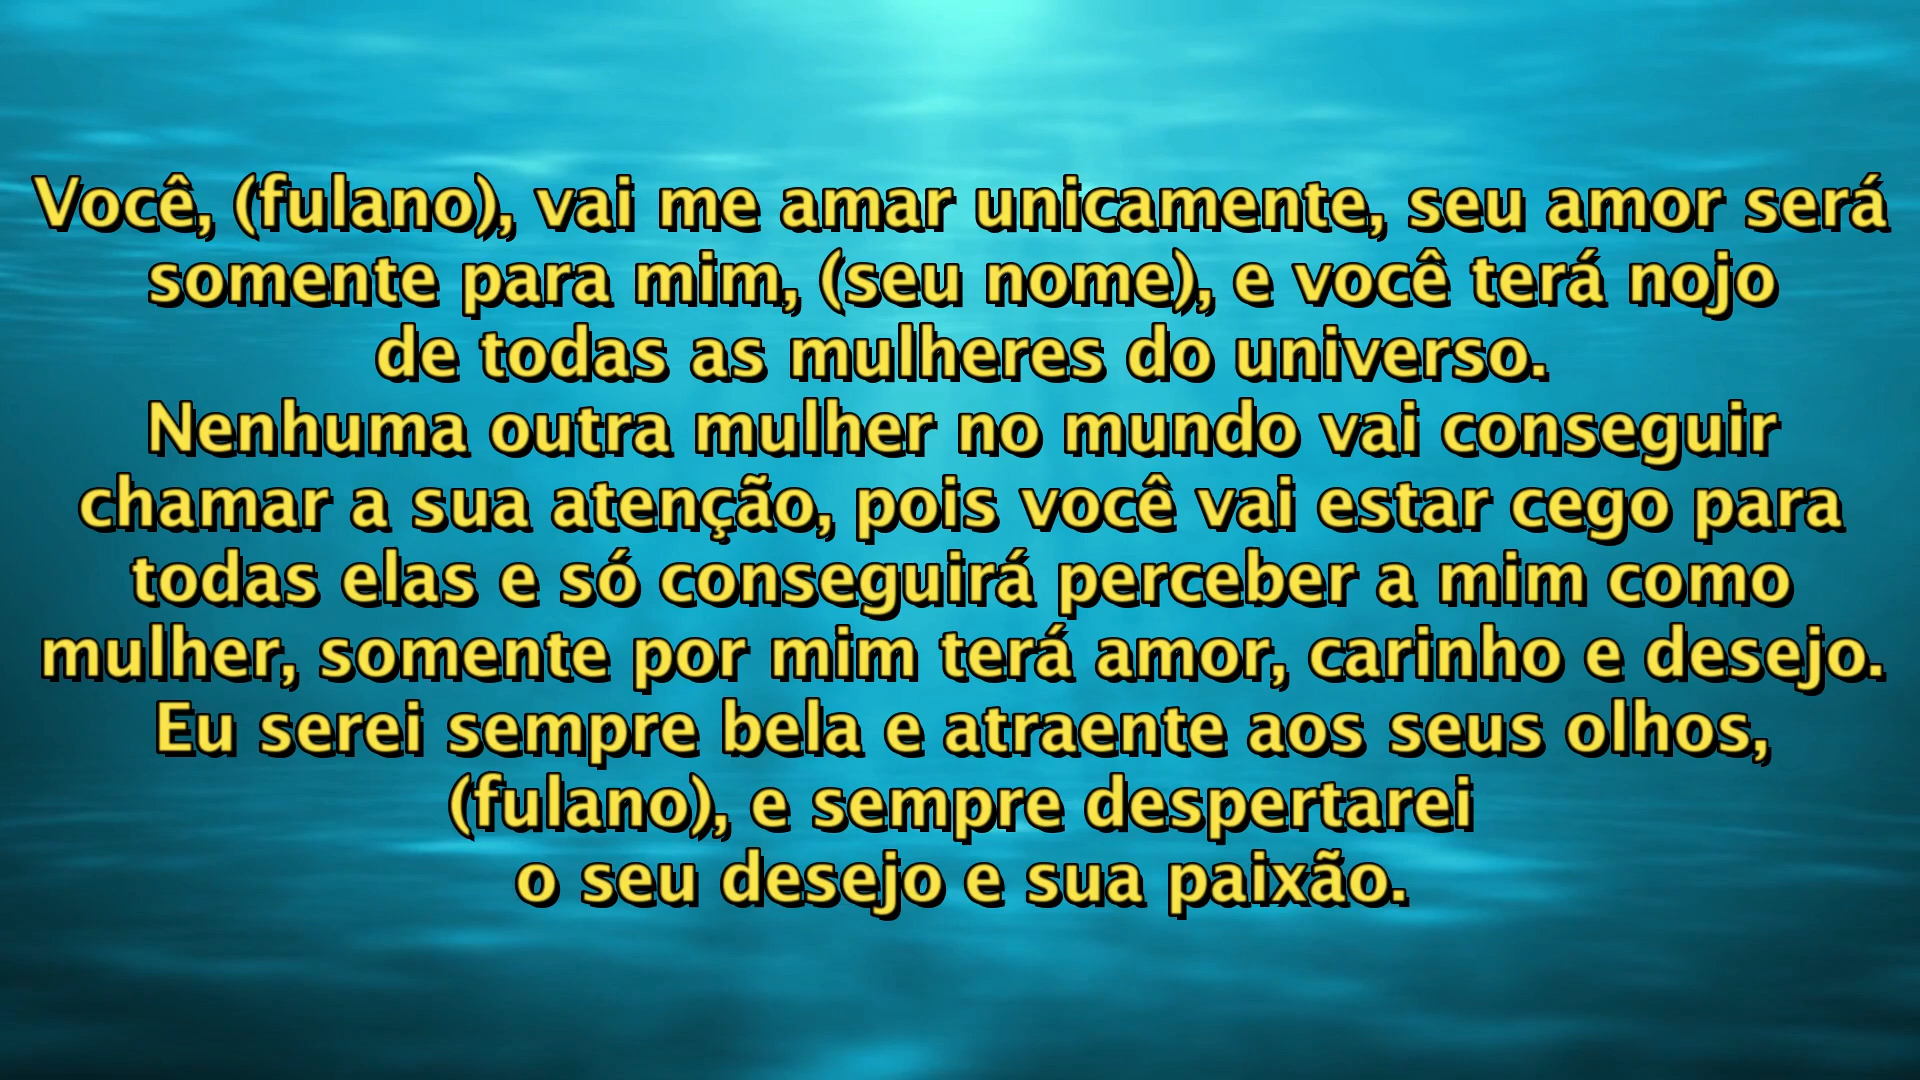 Você, (fulano), vai me amar unicamente, seu amor será
somente para mim, (seu nome), e você terá nojo
de todas as mulheres do universo.
Nenhuma outra mulher no mundo vai conseguir
chamar a sua atenção, pois você vai estar cego para
todas elas e só conseguirá perceber a mim como
mulher, somente por mim terá amor, carinho e desejo.
Eu serei sempre bela e atraente aos seus olhos,
(fulano), e sempre despertarei
o seu desejo e sua paixão.